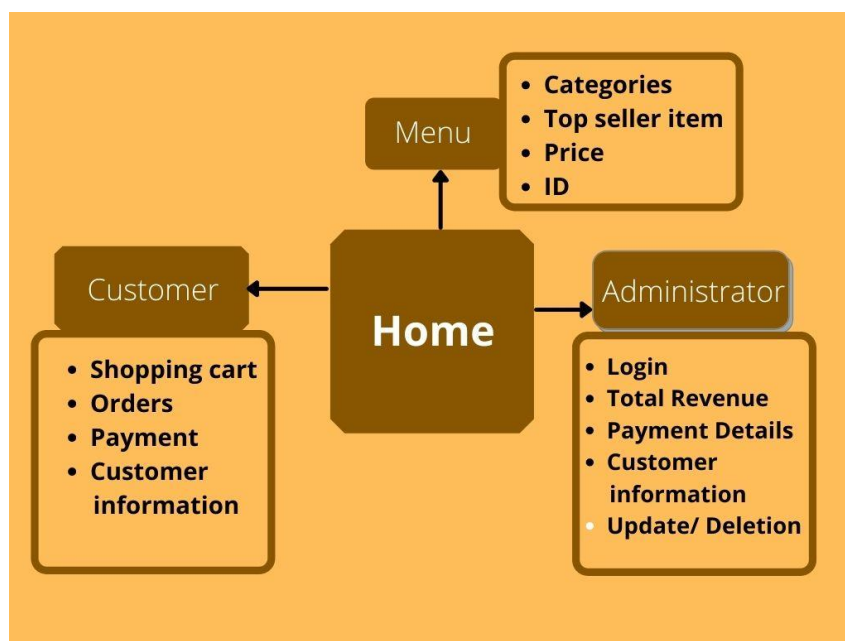 Menu
• Categories
• Top seller item
• Price
• ID
Customer
• Shopping cart
• Orders
• Payment
• Customer
information
Home
Administrator
• Login
• Total Revenue
• Payment Details
• Customer
information
• Update/ Deletion